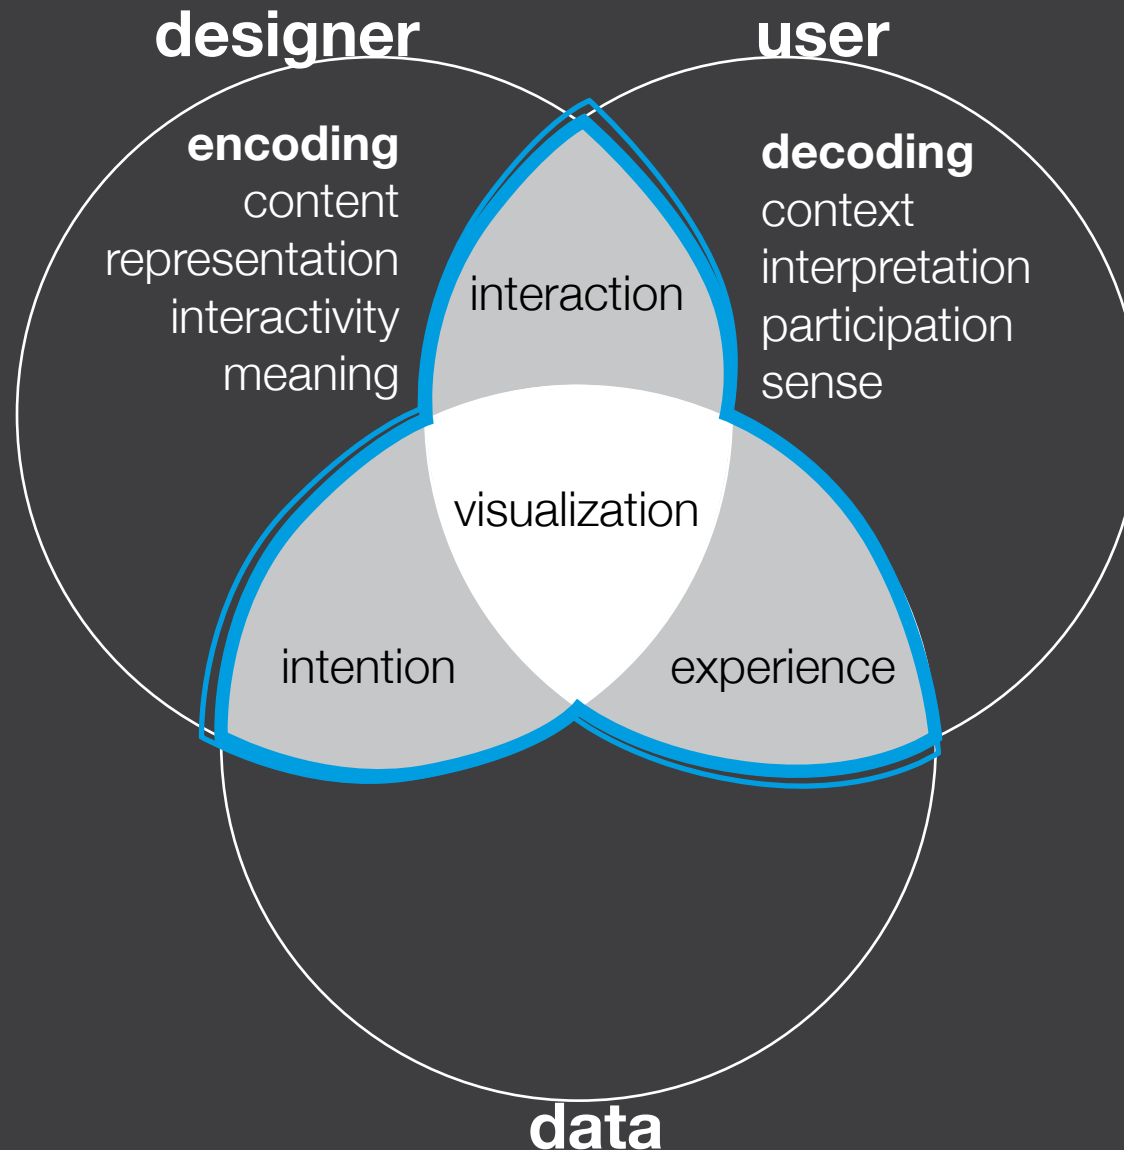 designer
user
encoding
content
representation
interactivity
meaning
decoding
context
interpretation
participation
sense
interaction
visualization
intention
experience
data